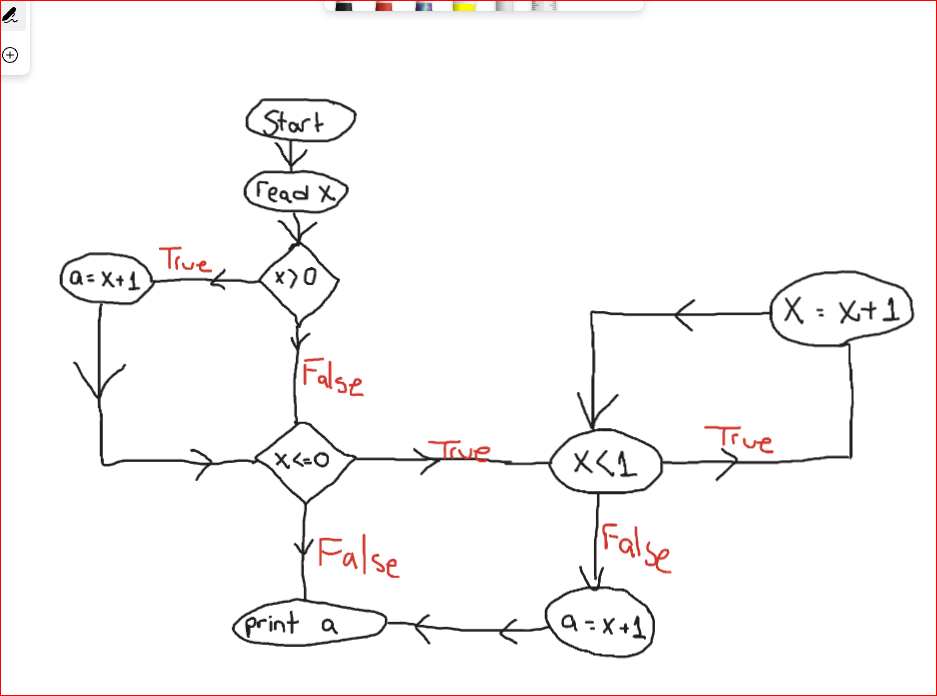 Start
read x
x>0
True
a=x+1
False
x<=0
True
x<1
True
X = x+1
False
False
a=x+1
print a